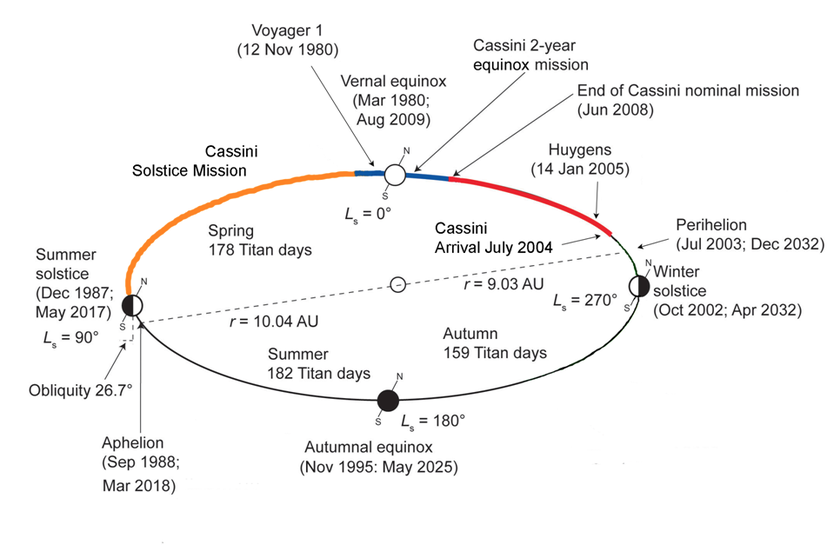 Voyager 1
(12 Nov 1980)
Cassini 2-year
equinox mission
Vernal equinox
(Mar 1980;
Aug 2009)
End of Cassini nominal mission
(Jun 2008)
Cassini
Solstice Mission
Huygens
(14 Jan 2005)
N
S
Ls = 0°
Spring
178 Titan days
Cassini
Arrival July 2004
Perihelion
(Jul 2003; Dec 2032)
Summer
solstice
(Dec 1987;
May 2017)
N
S
Ls = 90°
r = 9.03 AU
r = 10.04 AU
Ls = 270°
N
S
Winter
solstice
(Oct 2002; Apr 2032)
Autumn
159 Titan days
Summer
182 Titan days
Obliquity 26.7°
N
S
Ls = 180°
Autumnal equinox
(Nov 1995: May 2025)
Aphelion
(Sep 1988;
Mar 2018)